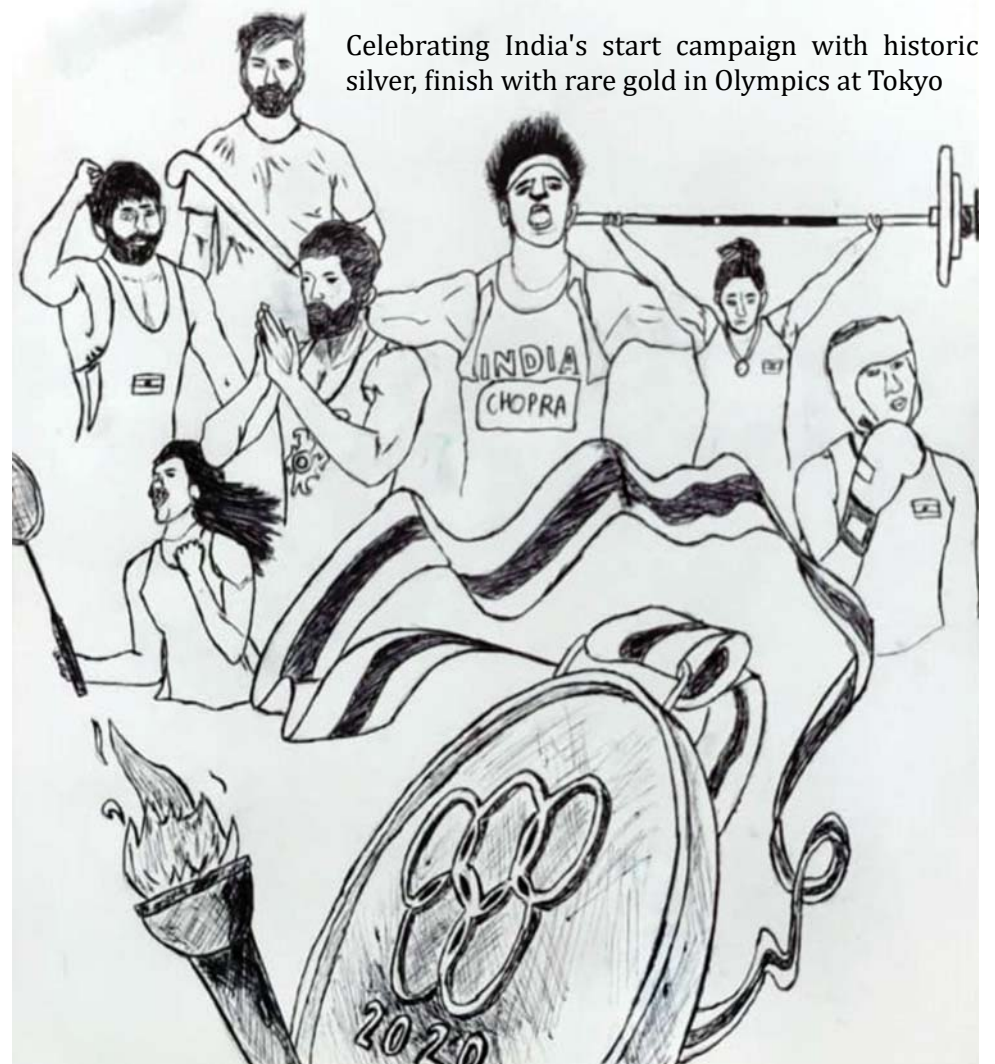 Celebrating India's start campaign with historic
silver, finish with rare gold in Olympics at Tokyo
INDIA
CHOPRA
2020